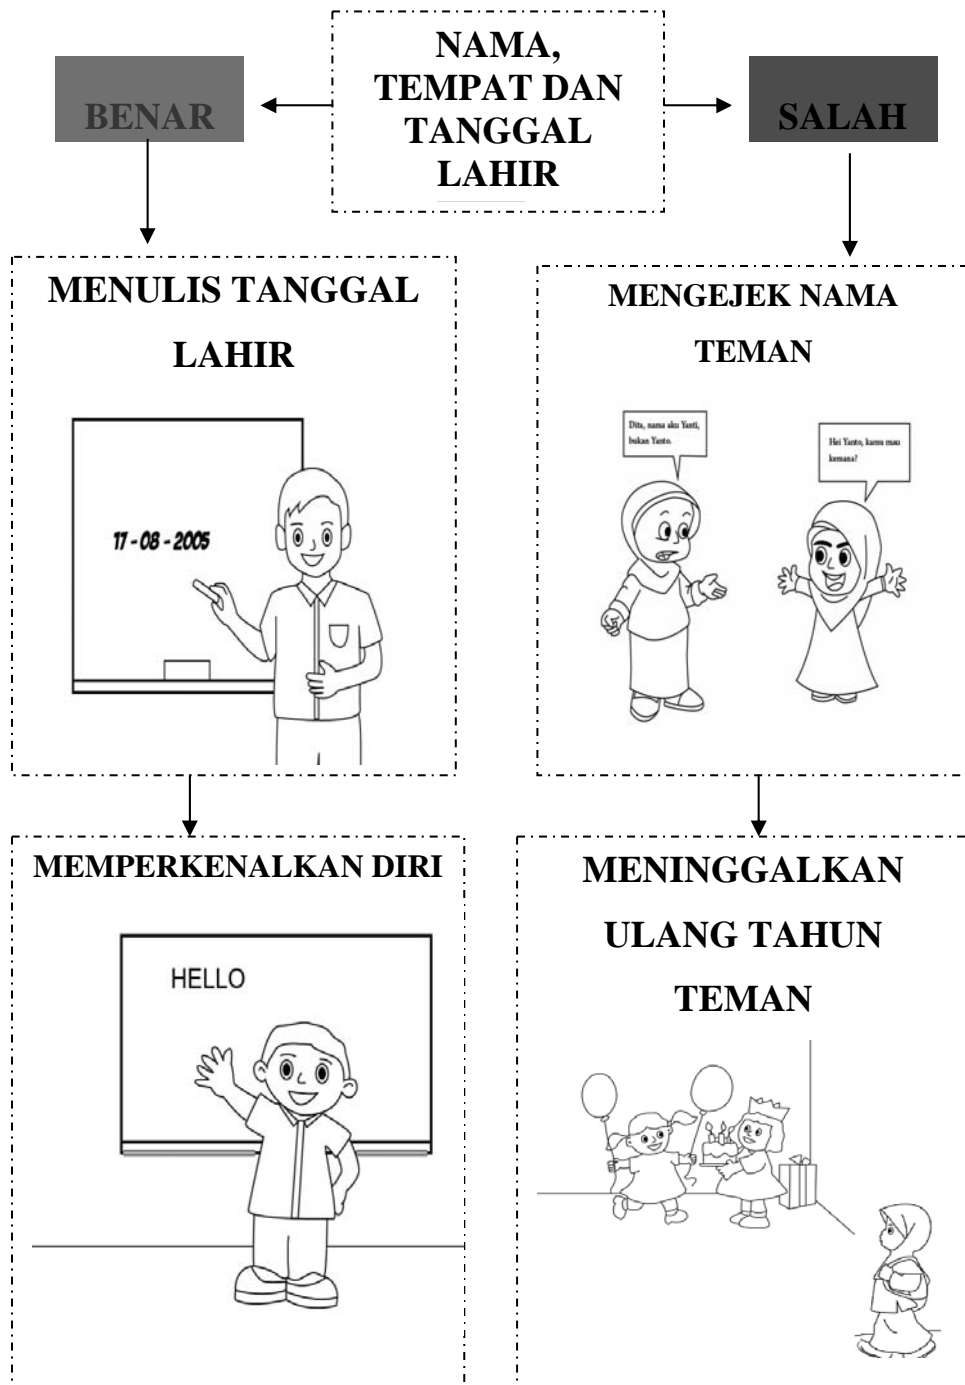 NAMA,
TEMPAT DAN
TANGGAL
LAHIR
BENAR
SALAH
MENULIS TANGGAL
LAHIR
17 - 08 - 2005
MENGEJEK NAMA
TEMAN
Dita, nama aku Yanti,
bukan Yanto.
Hei Yanto, kamu mau
kemana?
MEMPERKENALKAN DIRI
HELLO
MENINGGALKAN
ULANG TAHUN
TEMAN